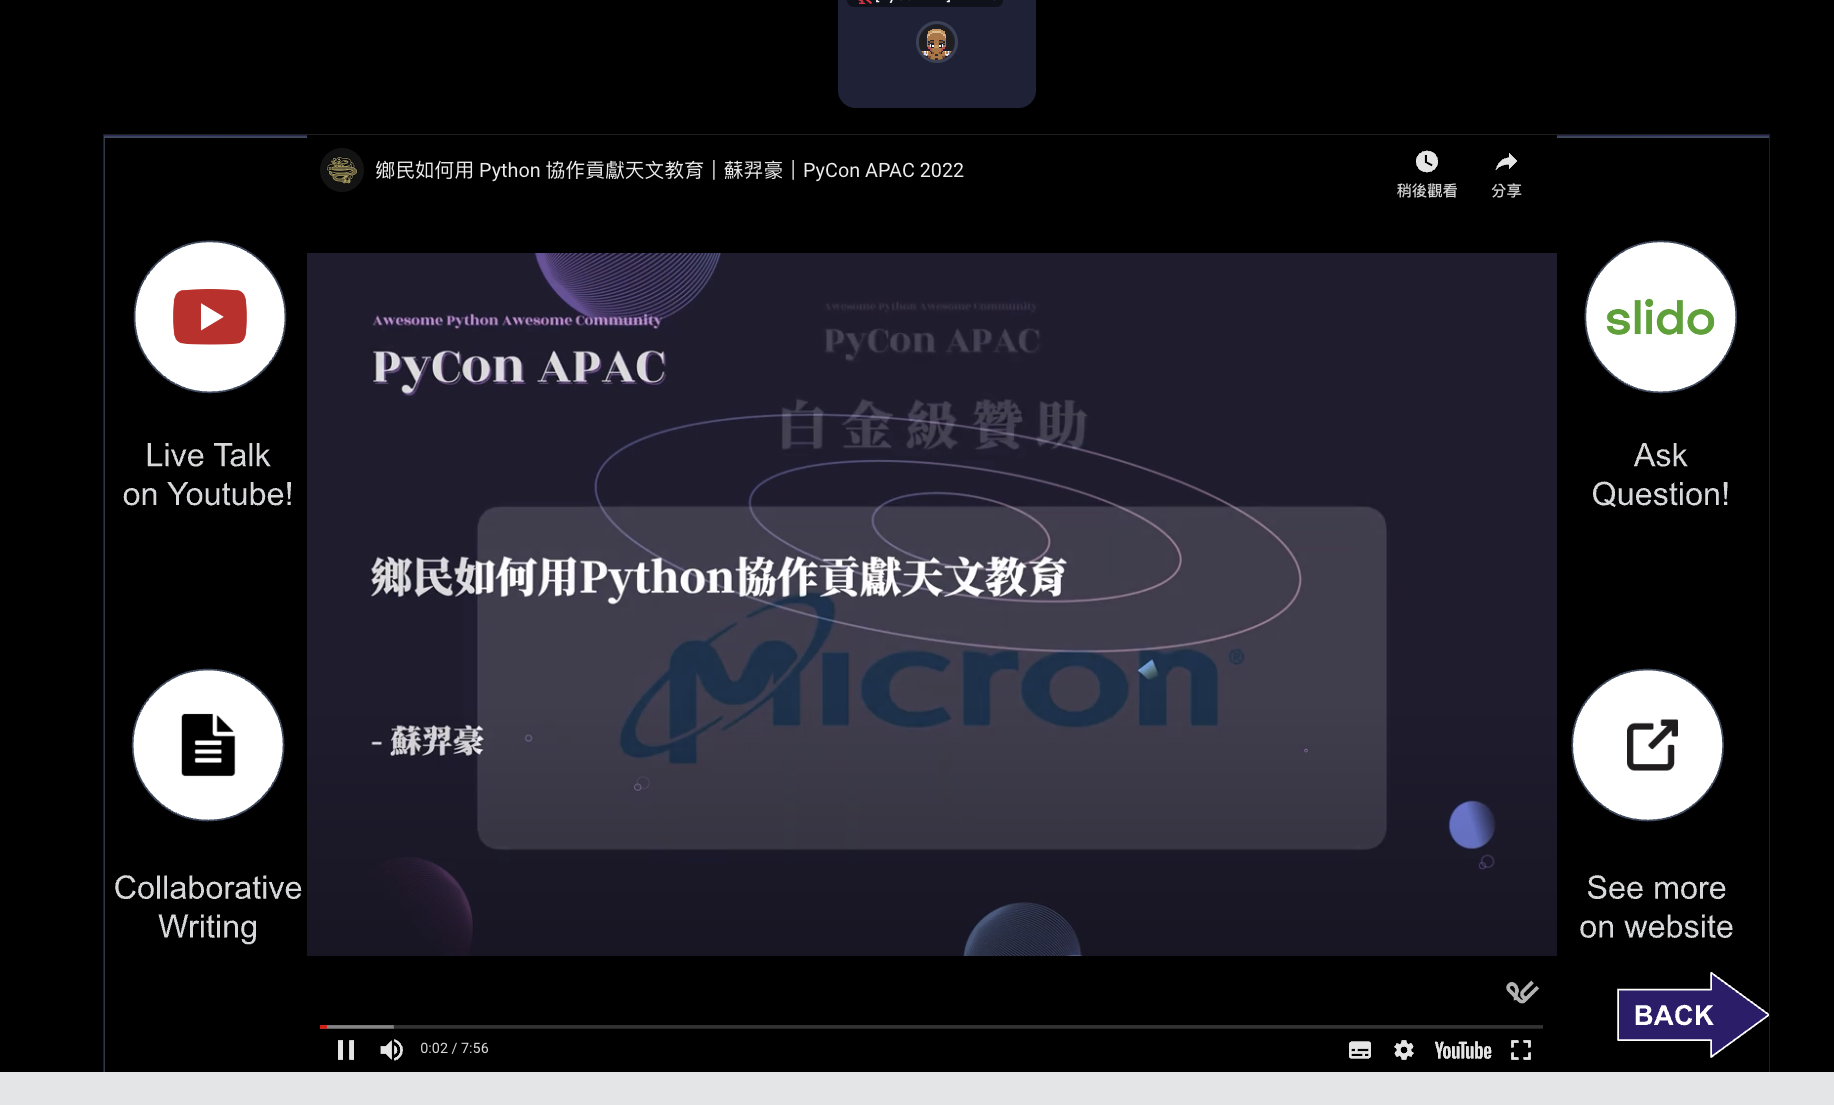 鄉民如何用 Python 協作貢獻天文教育｜蘇羿豪｜PyCon APAC 2022
稍後觀看
分享
Awesome Python Awesome Community
PyCon APAC
Awesome Python Awesome Community
PyCon APAC
白金級贊助
鄉民如何用Python協作貢獻天文教育
Micron®
- 蘇羿豪
Live Talk
on Youtube!
slido
Ask
Question!
Collaborative
Writing
See more
on website
BACK
0:02 / 7:56
YouTube